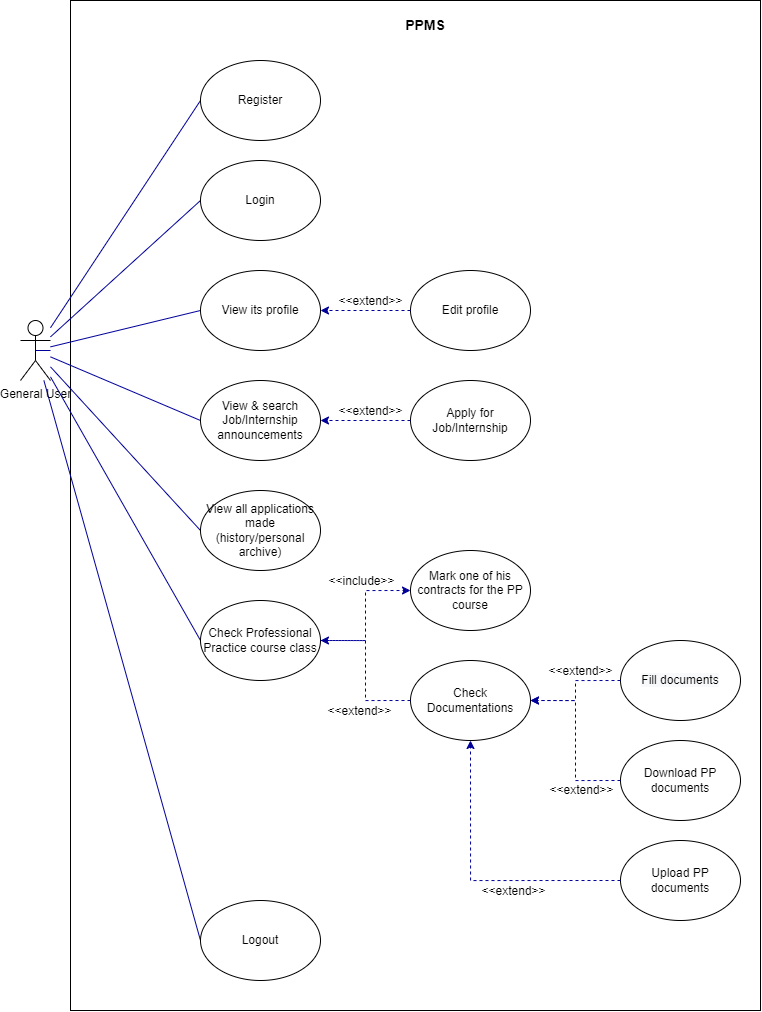 PPMS
Register
Login
View its profile
<<extend>>
Edit profile
General User
View & search
Job/Internship
announcements
<<extend>>
Apply for
Job/Internship
View all applications
made
(history/personal
archive)
<<include>>
Mark one of his
contracts for the PP
course
Check Professional
Practice course class
<<extend>>
Check
Documentations
<<extend>>
Fill documents
Download PP
documents
<<extend>>
Upload PP
documents
<<extend>>
Logout